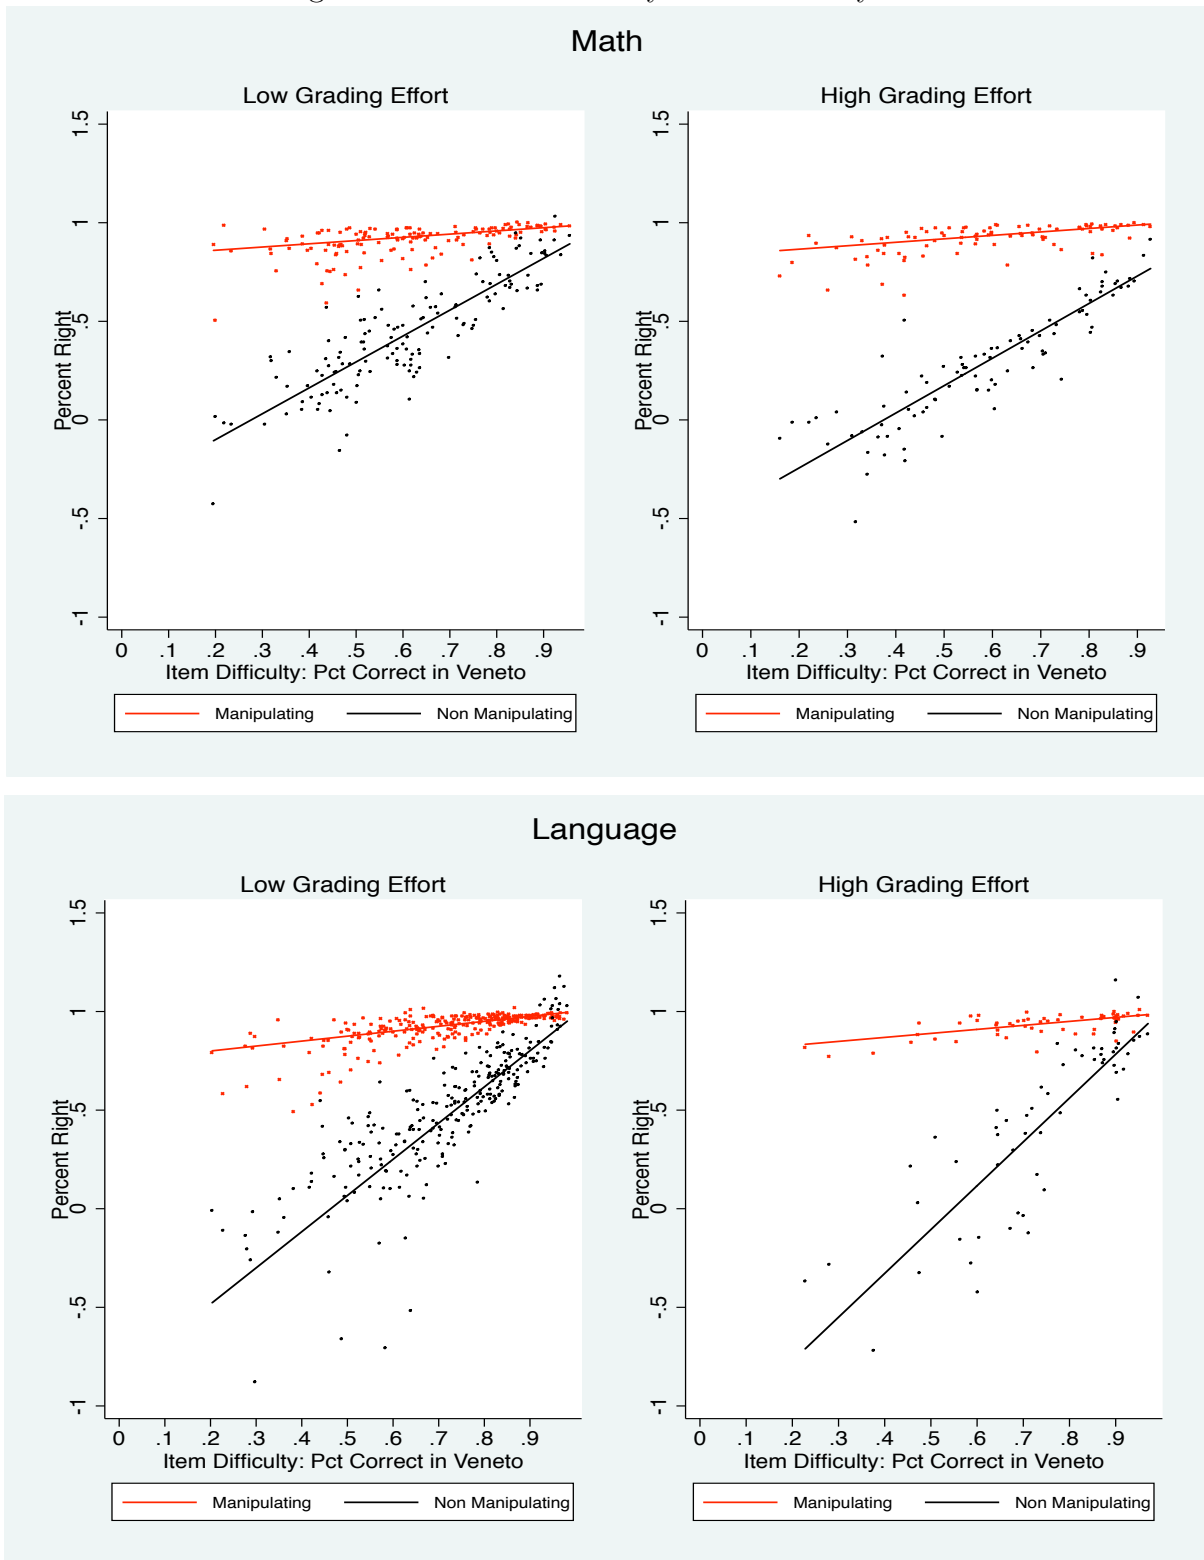 Math
Low Grading Effort
High Grading Effort
Percent Right
-1 -.5 0 .5 1 1.5
0 .1 .2 .3 .4 .5 .6 .7 .8 .9
Item Difficulty: Pct Correct in Veneto
Manipulating Non Manipulating
Percent Right
-1 -.5 0 .5 1 1.5
0 .1 .2 .3 .4 .5 .6 .7 .8 .9
Item Difficulty: Pct Correct in Veneto
Manipulating Non Manipulating
Language
Low Grading Effort
High Grading Effort
Percent Right
-1 -.5 0 .5 1 1.5
0 .1 .2 .3 .4 .5 .6 .7 .8 .9
Item Difficulty: Pct Correct in Veneto
Manipulating Non Manipulating
Percent Right
-1 -.5 0 .5 1 1.5
0 .1 .2 .3 .4 .5 .6 .7 .8 .9
Item Difficulty: Pct Correct in Veneto
Manipulating Non Manipulating